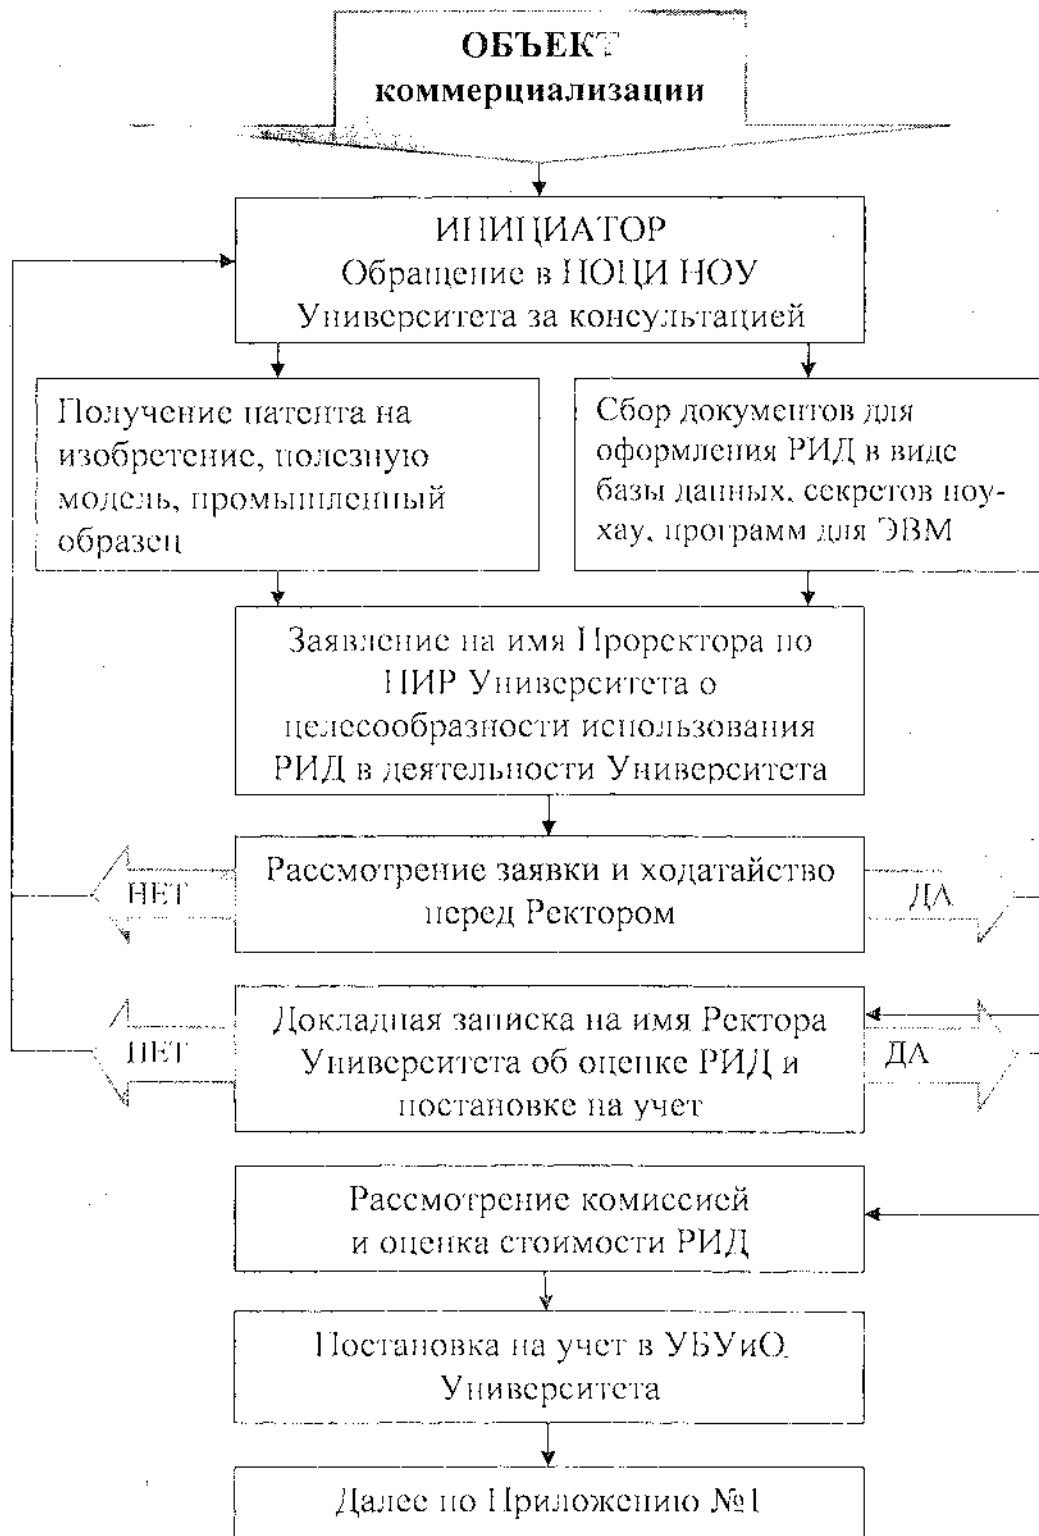 ОБЪЕКТ
коммерциализации
ИНИЦИАТОР
Обращение в НОЦИ НОУ
Университета за консультацией
Получение патента на
изобретение, полезную
модель, промышленный
образец
Сбор документов для
оформления РИД в виде
базы данных, секретов ноу-
хау, программ для ЭВМ
Заявление на имя Проректора по
НИР Университета о
целесообразности использования
РИД в деятельности Университета
НЕТ
Рассмотрение заявки и ходатайство
перед Ректором
ДА
НЕТ
Докладная записка на имя Ректора
Университета об оценке РИД и
постановке на учет
ДА
Рассмотрение комиссией
и оценка стоимости РИД
Постановка на учет в УБУиО
Университета
Далее по Приложению №1